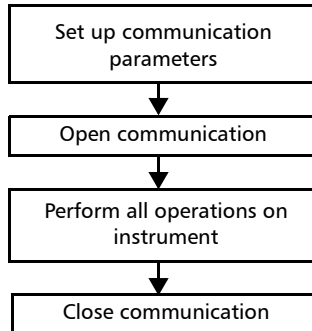 Set up communication
parameters
Open communication
Perform all operations on
instrument
Close communication